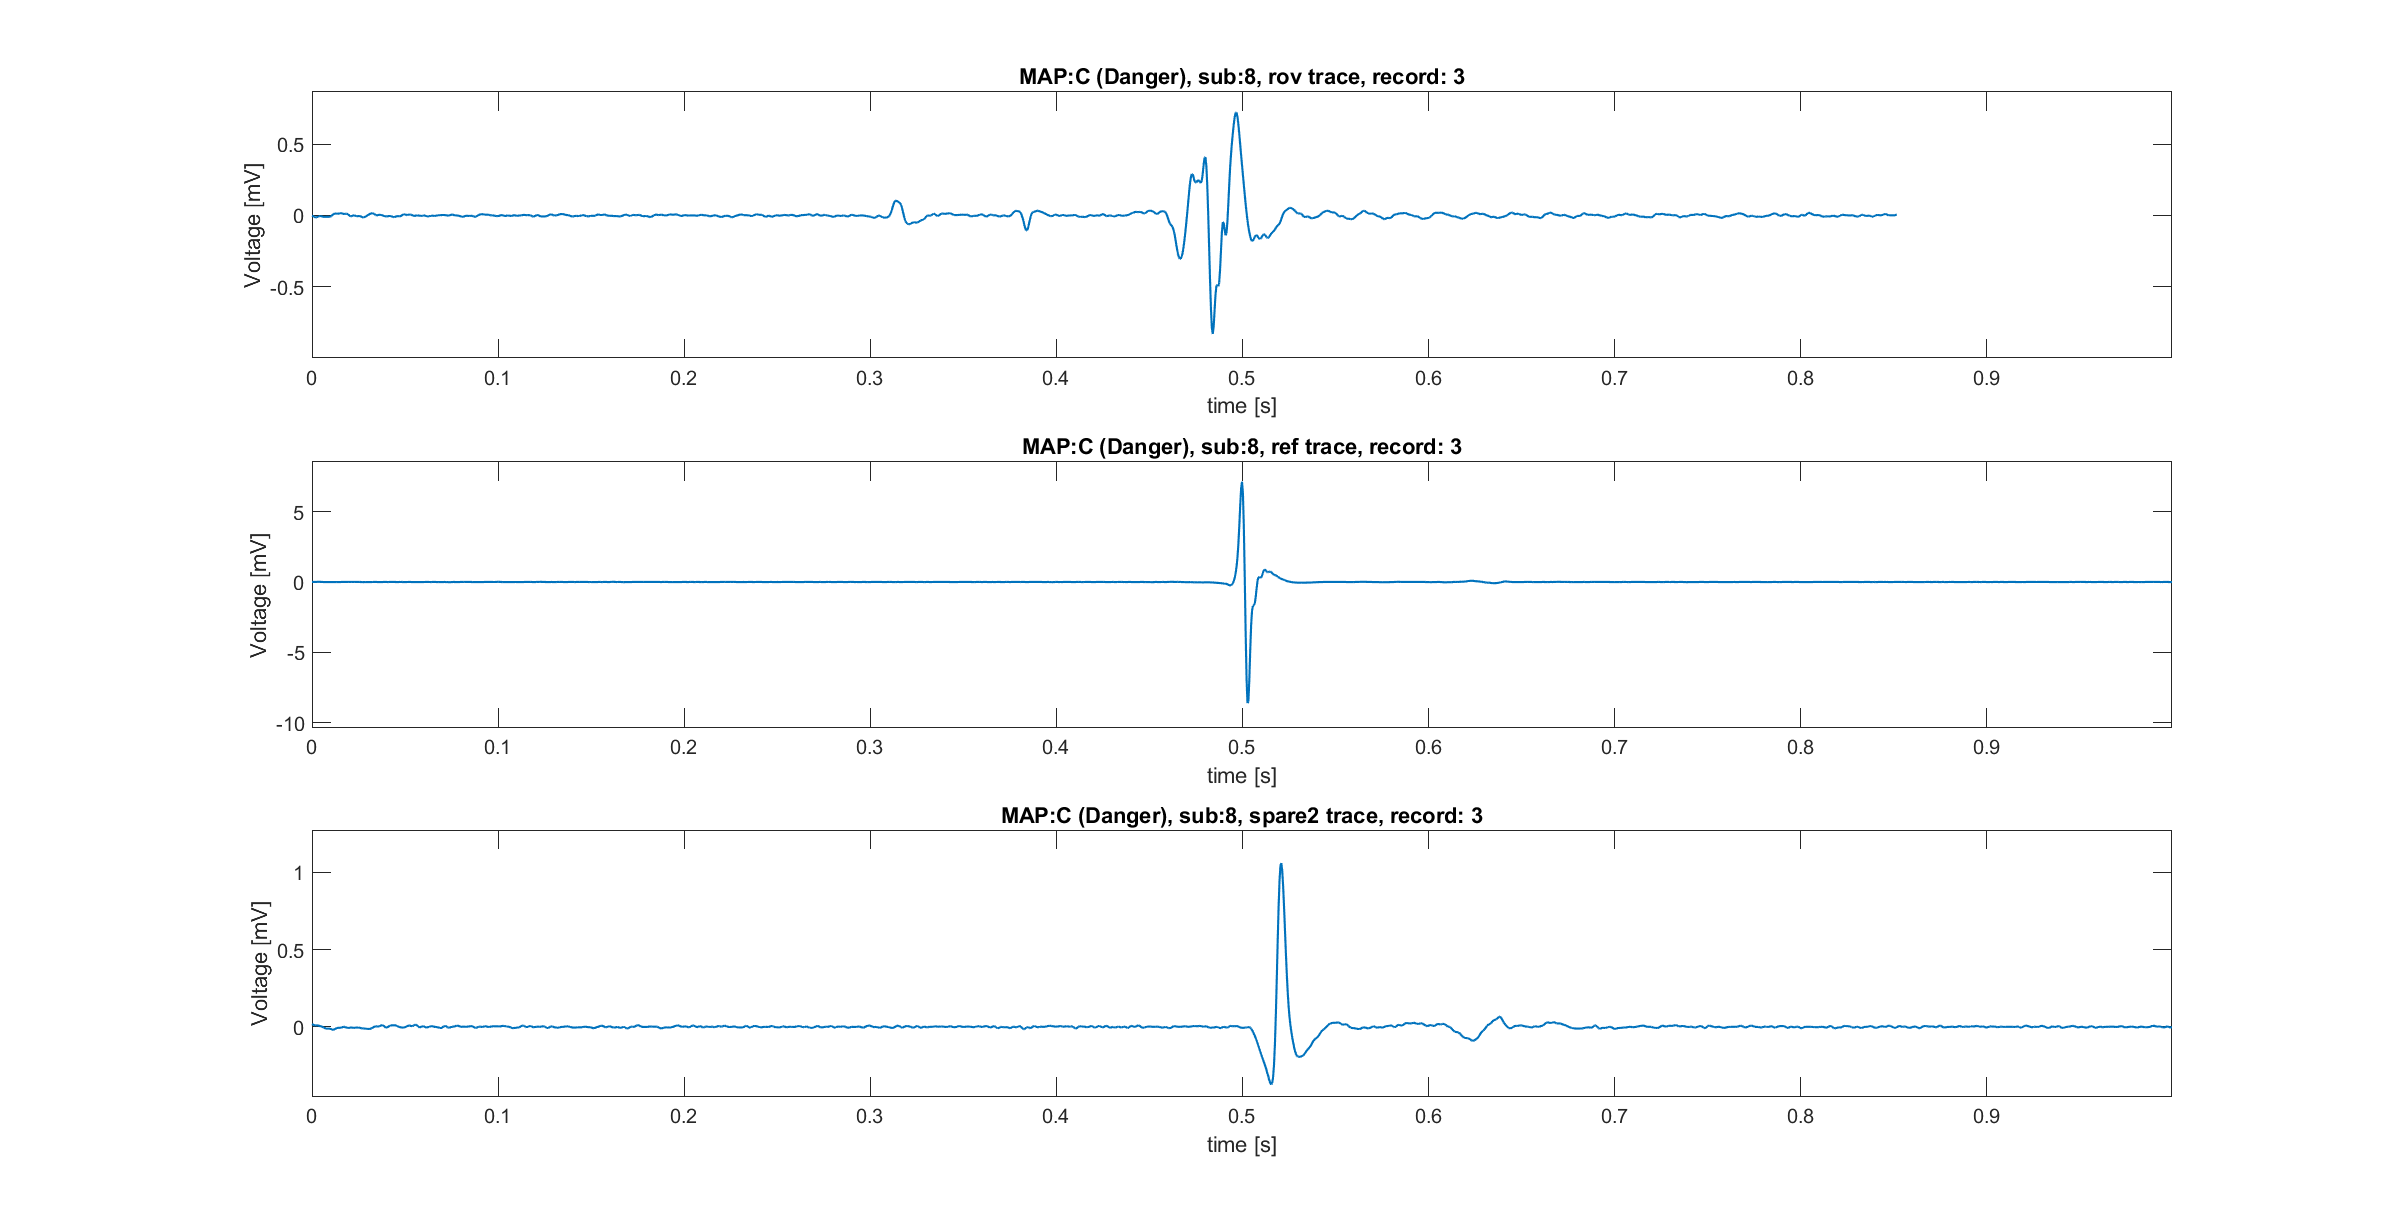 MAP:C (Danger), sub:8, rov trace, record: 3
Voltage [mV]
0.5
0
-0.5
0 0.1 0.2 0.3 0.4 0.5 0.6 0.7 0.8 0.9
time [s]
MAP:C (Danger), sub:8, ref trace, record: 3
Voltage [mV]
5
0
-5
-10
0 0.1 0.2 0.3 0.4 0.5 0.6 0.7 0.8 0.9
time [s]
MAP:C (Danger), sub:8, spare2 trace, record: 3
Voltage [mV]
1
0.5
0
0 0.1 0.2 0.3 0.4 0.5 0.6 0.7 0.8 0.9
time [s]